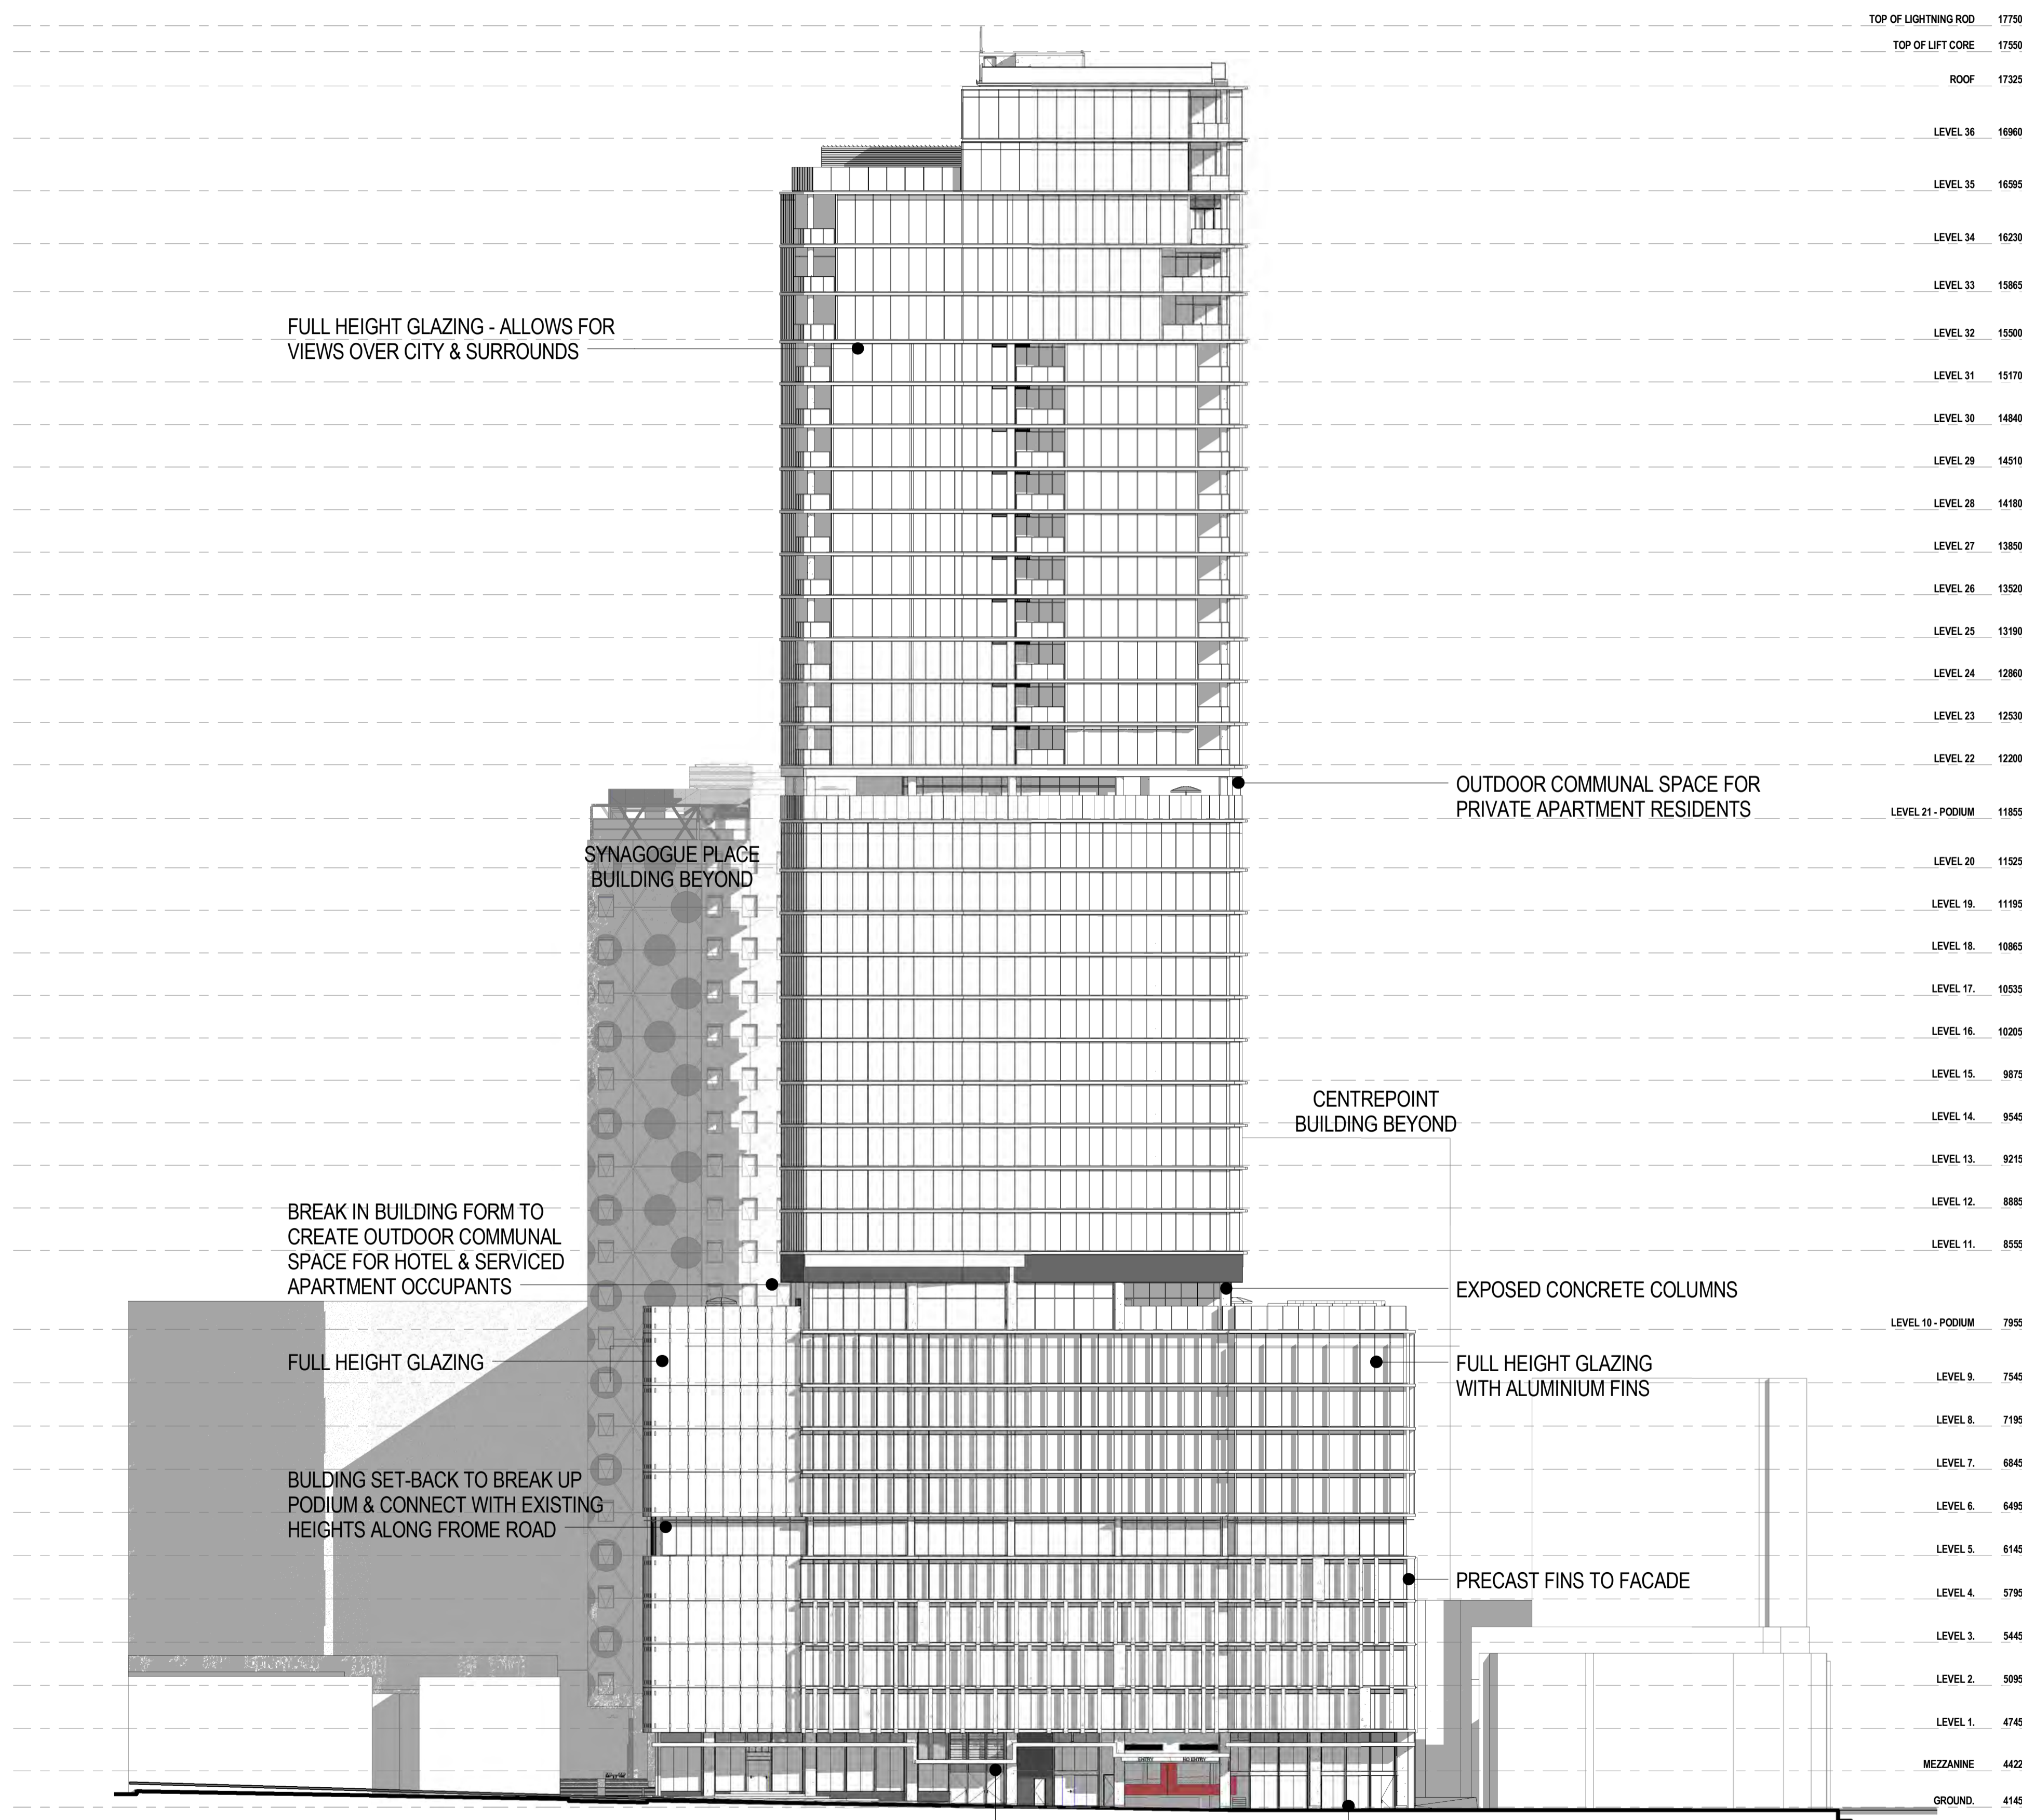 TOP OF LIGHTNING ROD 17750
TOP OF LIFT CORE 17550
ROOF 17325
LEVEL 36 16960
LEVEL 35 16595
LEVEL 34 16230
LEVEL 33 15865
FULL HEIGHT GLAZING - ALLOWS FOR
VIEWS OVER CITY & SURROUNDS
LEVEL 32 15500
LEVEL 31 15170
LEVEL 30 14840
LEVEL 29 14510
LEVEL 28 14180
LEVEL 27 13850
LEVEL 26 13520
LEVEL 25 13190
LEVEL 24 12860
LEVEL 23 12530
LEVEL 22 12200
OUTDOOR COMMUNAL SPACE FOR
PRIVATE APARTMENT RESIDENTS
LEVEL 21 - PODIUM 11855
SYNAGOGUE PLACE
BUILDING BEYOND
LEVEL 20 11525
LEVEL 19. 11195
LEVEL 18. 10865
LEVEL 17. 10535
LEVEL 16. 10205
LEVEL 15. 9875
CENTREPOINT
BUILDING BEYOND
LEVEL 14. 9545
LEVEL 13. 9215
LEVEL 12. 8885
BREAK IN BUILDING FORM TO
CREATE OUTDOOR COMMUNAL
SPACE FOR HOTEL & SERVICED
APARTMENT OCCUPANTS
LEVEL 11. 8555
EXPOSED CONCRETE COLUMNS
LEVEL 10 - PODIUM 7955
FULL HEIGHT GLAZING
FULL HEIGHT GLAZING
WITH ALUMINIUM FINS
LEVEL 9. 7545
LEVEL 8. 7195
LEVEL 7. 6845
BULDING SET-BACK TO BREAK UP
PODIUM & CONNECT WITH EXISTING
HEIGHTS ALONG FROME ROAD
LEVEL 6. 6495
LEVEL 5. 6145
PRECAST FINS TO FACADE
LEVEL 4. 5795
LEVEL 3. 5445
LEVEL 2. 5095
LEVEL 1. 4745
ENTRY NO ENTRY
MEZZANINE 4422
GROUND. 4145